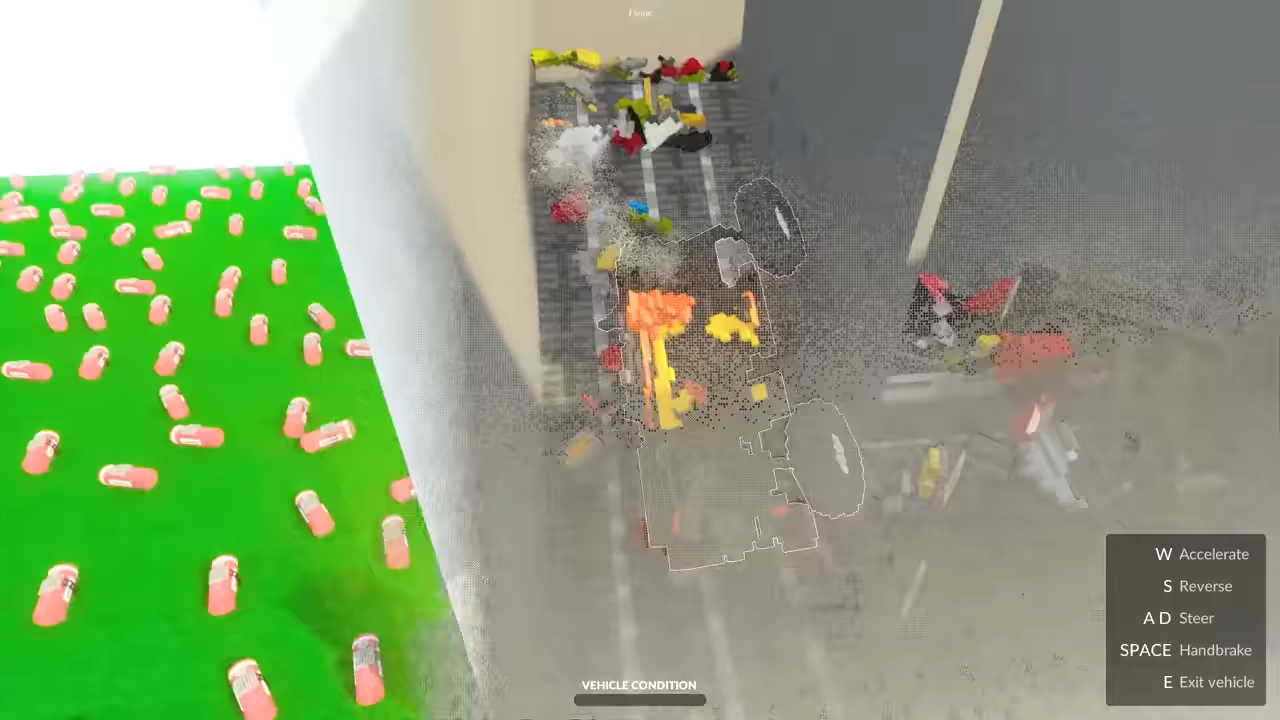 W Accelerate
S Reverse
A D Steer
SPACE Handbrake
E Exit vehicle
VEHICLE CONDITION